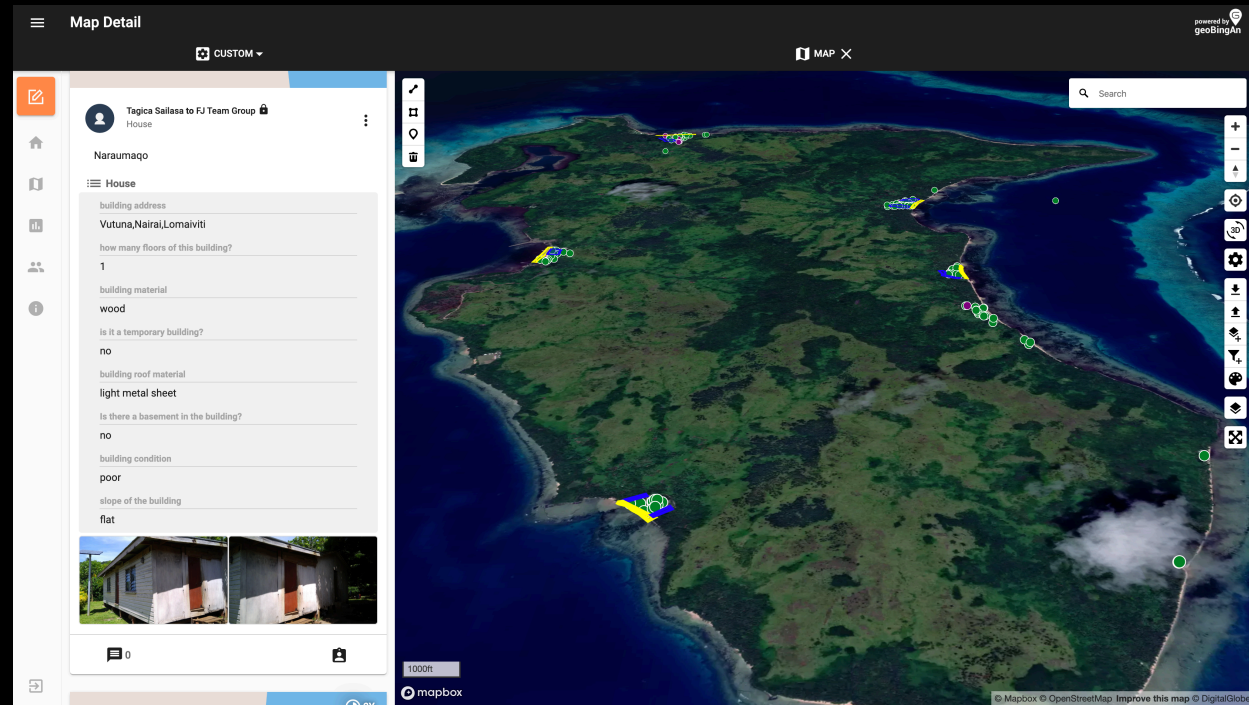 Map Detail
powered by
geoBingAn
CUSTOM
MAP
Tagica Sailasa to FJ Team Group
House
Naraumaqo
House
building address
Vutuna,Nairai,Lomaiviti
how many floors of this building?
1
building material
wood
is it a temporary building?
no
building roof material
light metal sheet
Is there a basement in the building?
no
building condition
poor
slope of the building
flat
0
Search
3D
1000ft
mapbox
© Mapbox © OpenStreetMap Improve this map © DigitalGlobe